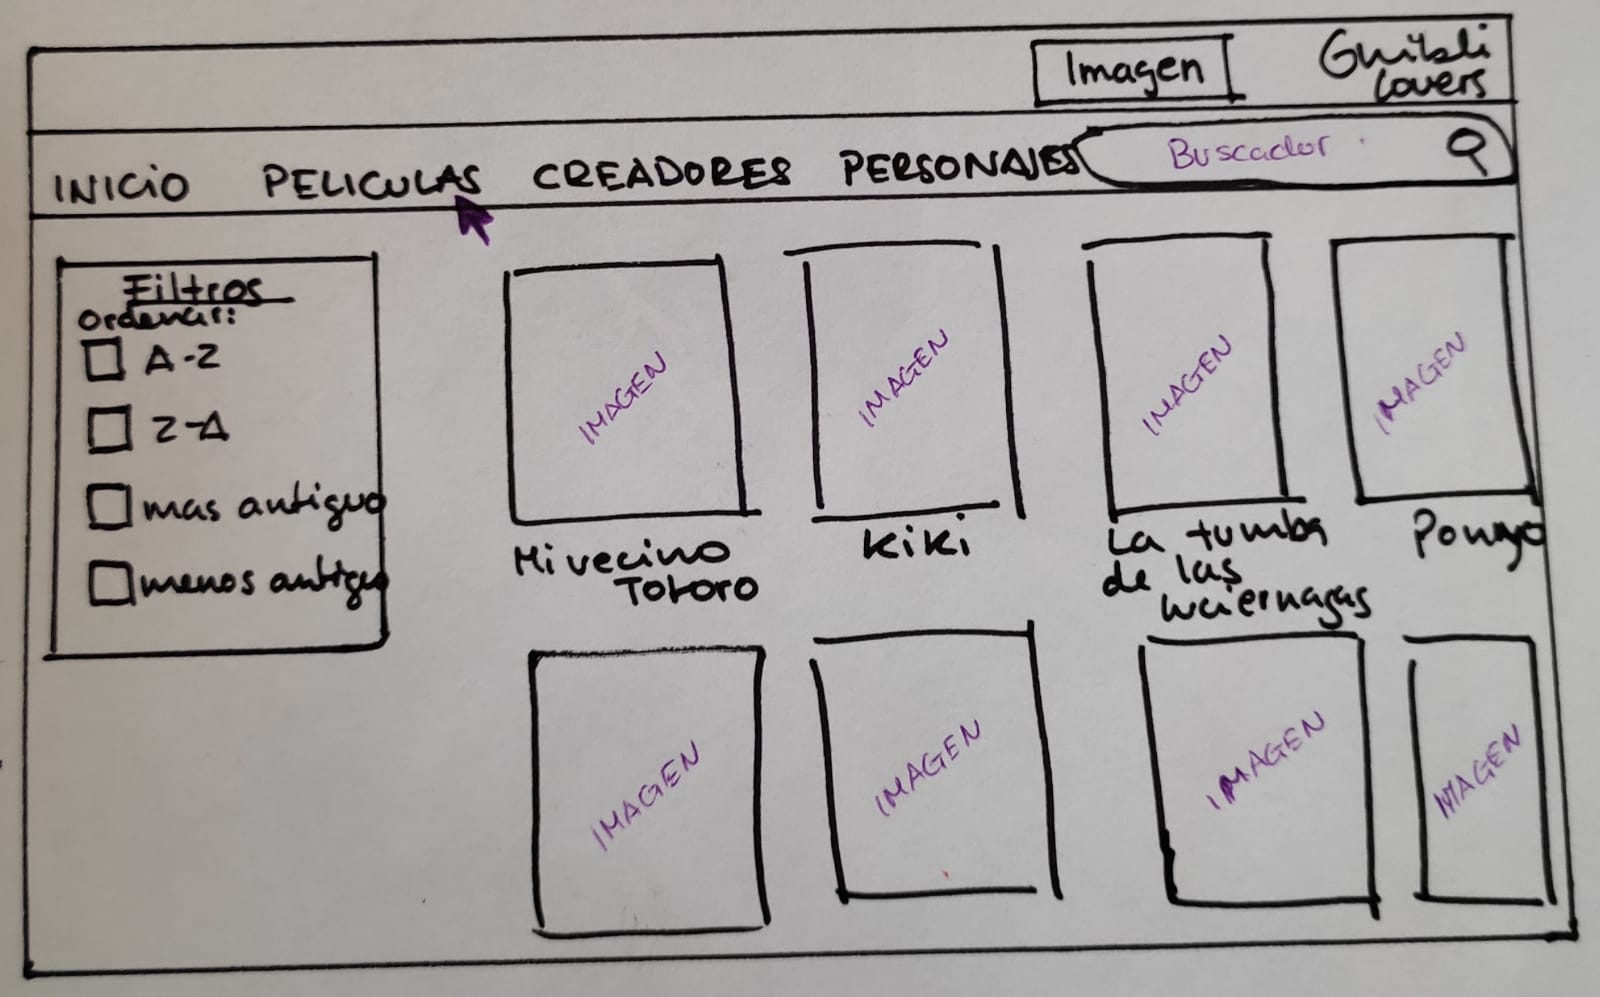 Imagen
Ghibli
Lovers
INICIO PELICULAS CREADORES PERSONAJES
Buscador
Filtros
Ordenar:
A-Z
Z-A
mas antiguo
menos antiguo
IMAGEN
IMAGEN
IMAGEN
IMAGEN
Mi vecino
Totoro
Kiki
La tumba
de las
luciernagas
Ponyo
IMAGEN
IMAGEN
IMAGEN
IMAGEN